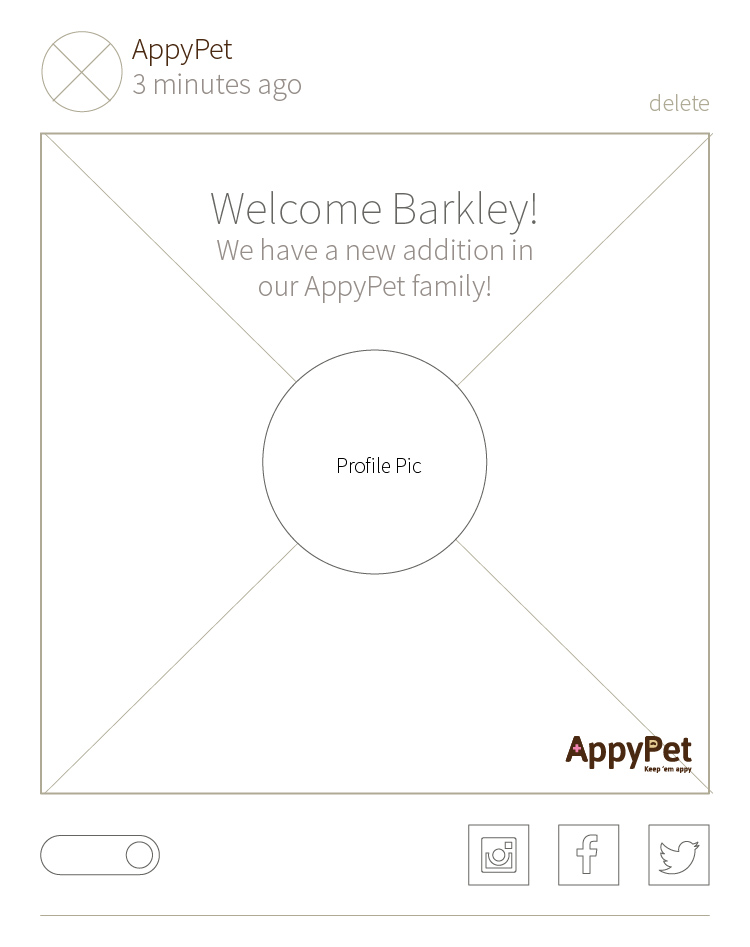 AppyPet
3 minutes ago
delete
Welcome Barkley!
We have a new addition in
our AppyPet family!
Profile Pic
AppyPet
Keep 'em appy